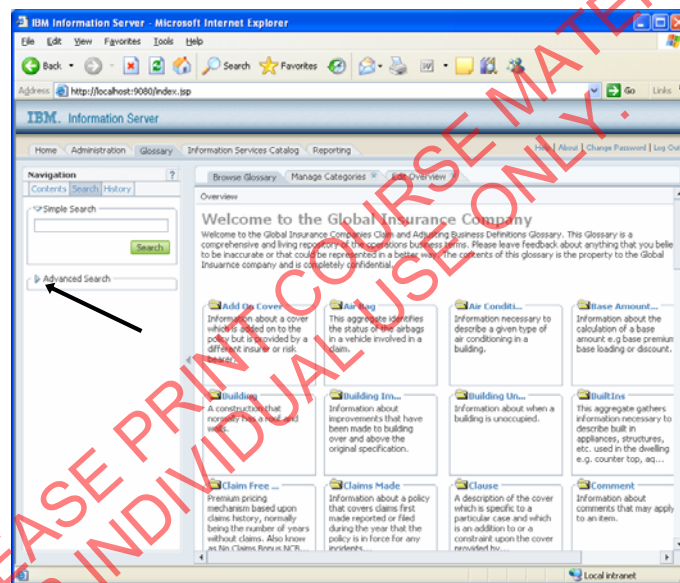 IBM Information Server - Microsoft Internet Explorer
File Edit View Favorites Tools Help
Back Search Favorites
Address http://localhost:9080/index.jsp Go Links
IBM. Information Server
Home Administration Glossary Information Services Catalog Reporting Help | About | Change Password | Log Out
Navigation ?
Contents Search History
Simple Search
Search
Advanced Search
Browse Glossary Manage Categories Edit Overview
Overview
Welcome to the Global Insurance Company
Welcome to the Global Insurance Companies Claim and Adjusting Business Definitions Glossary. This Glossary is a
comprehensive and living repository of the operations business terms. Please leave feedback about anything that you belie
to be inaccurate or that could be represented in a better way. The contents of this glossary is the property to the Global
Insuarnce company and is completely confidential.
Add On Cover
Information about a cover
which is added on to the
policy but is provided by a
different insurer or risk
bearer.
Air Bag
This aggregate identifies
the status of the airbags
in a vehicle involved in a
claim.
Air Conditi...
Information necessary to
describe a given type of
air conditioning in a
building.
Base Amount...
Information about the
calculation of a base
amount e.g base premium
base loading or discount.
Building
A construction that
normally has a roof and
walls.
Building Im...
Information about
improvements that have
been made to building
over and above the
original specification.
Building Un...
Information about when a
building is unoccupied.
BuiltIns
This aggregate gathers
information necessary to
describe built in
appliances, structures,
etc. used in the dwelling
e.g. counter top, aq...
Claim Free ...
Premium pricing
mechanism based upon
claims history, normally
being the number of years
without claims. Also know
as No Claims Bonus NCB
Claims Made
Information about a policy
that covers claims first
made reported or filed
during the year that the
policy is in force for any
incidents
Clause
A description of the cover
which is specific to a
particular case and which
is an addition to or a
constraint upon the cover
provided by
Comment
Information about
comments that may apply
to an item.
Local intranet
EASE PRINT COURSE MATE
R INDIVIDUAL USE ONLY.